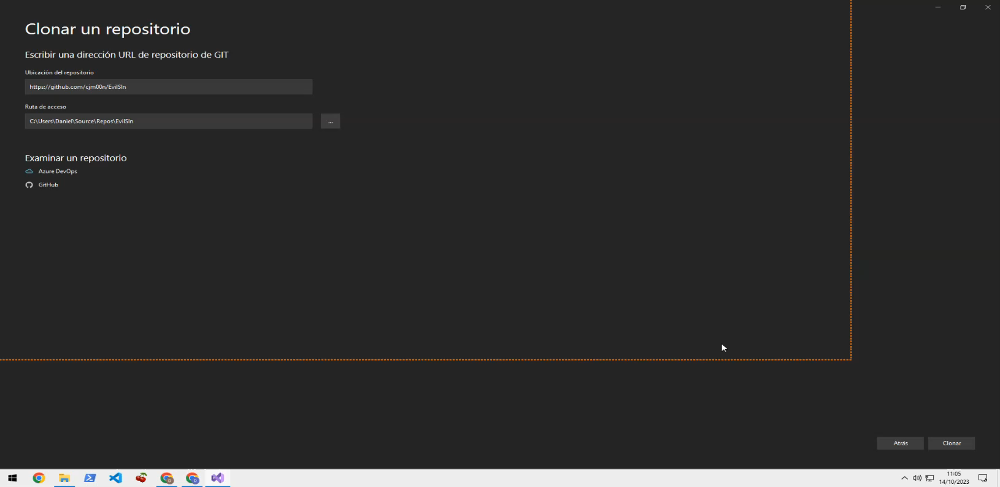 Clonar un repositorio
Escribir una dirección URL de repositorio de GIT
Ubicación del repositorio
https://github.com/cjm00n/EvilSln
Ruta de acceso
C:\Users\Daniel\Source\Repos\EvilSln
...
Examinar un repositorio
Azure DevOps
GitHub
Atrás
Clonar
D
D
11:05
14/10/2023